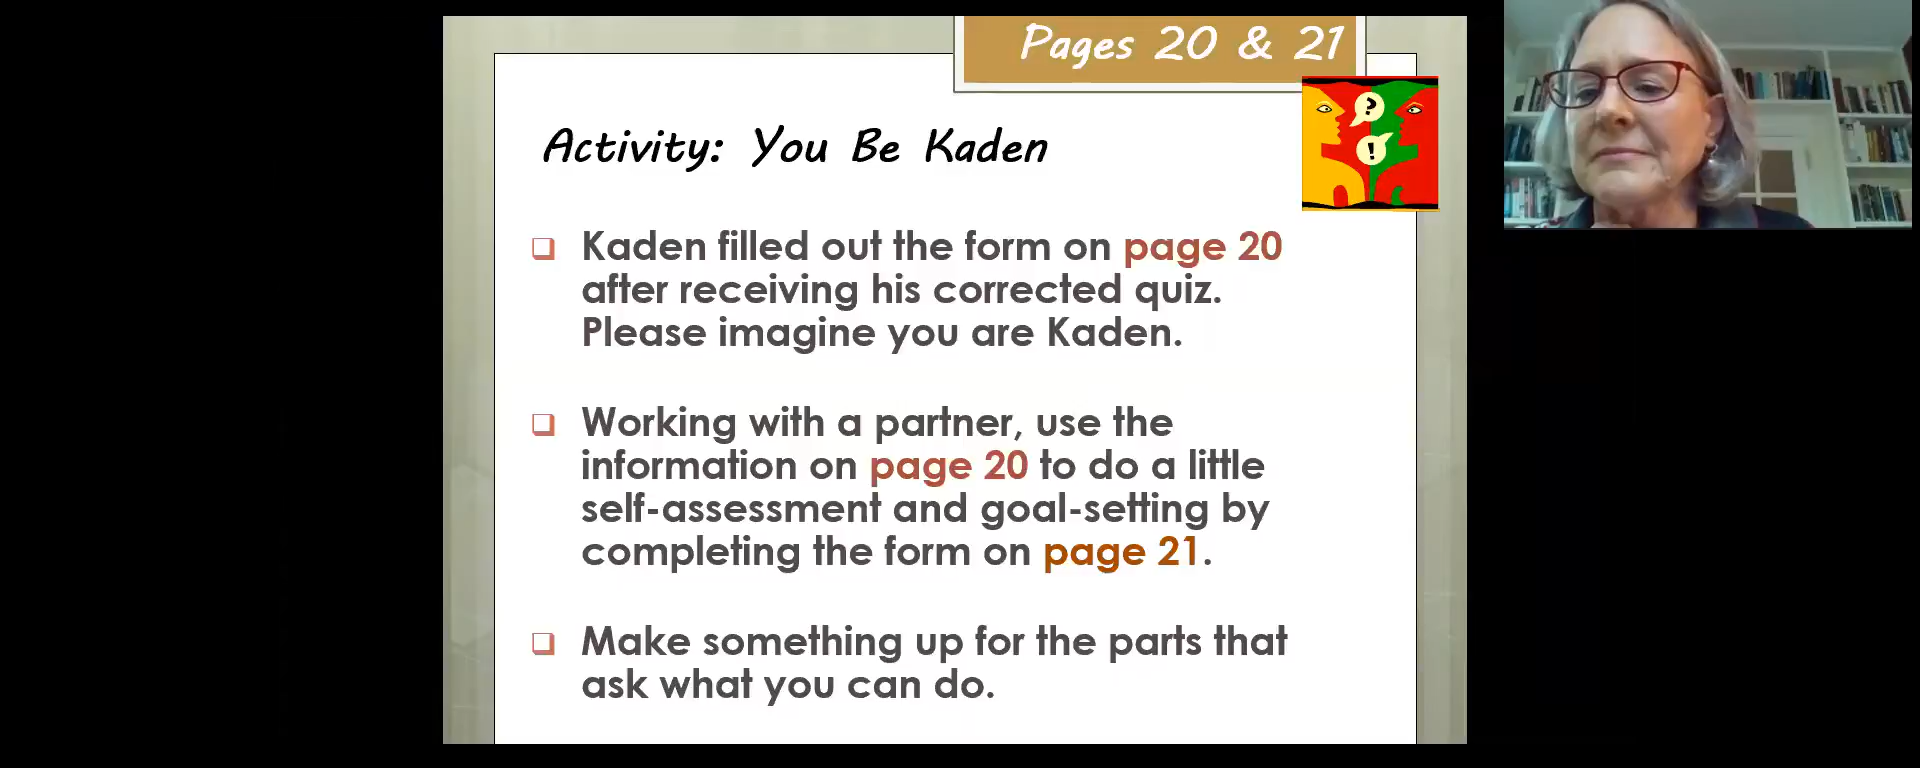 Pages 20 & 21
?
!
Activity: You Be Kaden
Kaden filled out the form on page 20
after receiving his corrected quiz.
Please imagine you are Kaden.
Working with a partner, use the
information on page 20 to do a little
self-assessment and goal-setting by
completing the form on page 21.
Make something up for the parts that
ask what you can do.